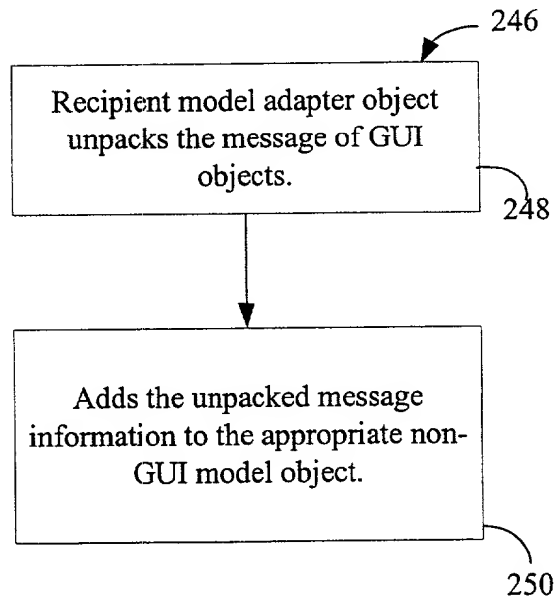 246
Recipient model adapter object
unpacks the message of GUI
objects.
248
Adds the unpacked message
information to the appropriate non-
GUI model object.
250